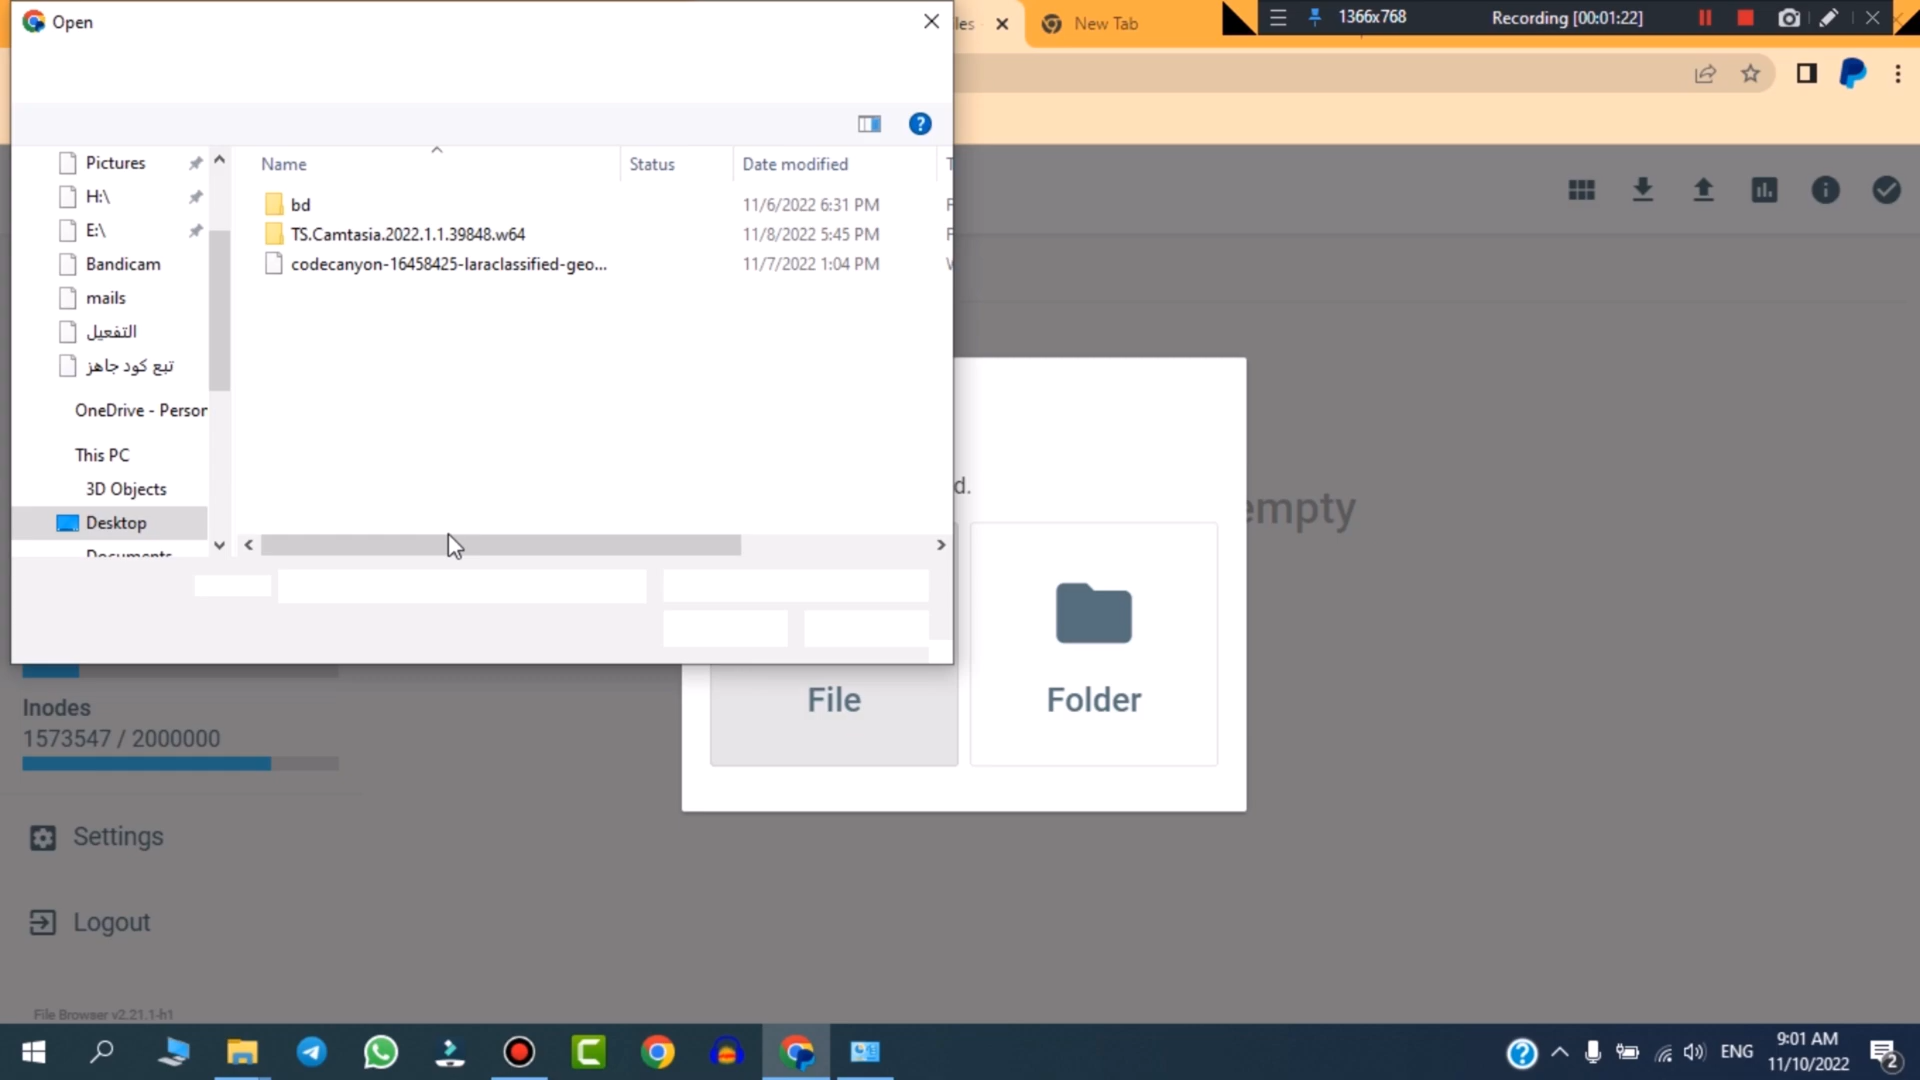 Open
les
New Tab
1366x768
Recording [00:01:22]
Name
Status
Date modified
Pictures
H:\
E:\
Bandicam
mails
التفعيل
تبع كود جاهز
OneDrive - Person
This PC
3D Objects
Desktop
Documents
bd
11/6/2022 6:31 PM
TS.Camtasia.2022.1.1.39848.w64
11/8/2022 5:45 PM
codecanyon-16458425-laraclassified-geo...
11/7/2022 1:04 PM
d.
empty
File
Folder
Inodes
1573547 / 2000000
Settings
Logout
File Browser v2.21.1-h1
ENG
9:01 AM
11/10/2022
2